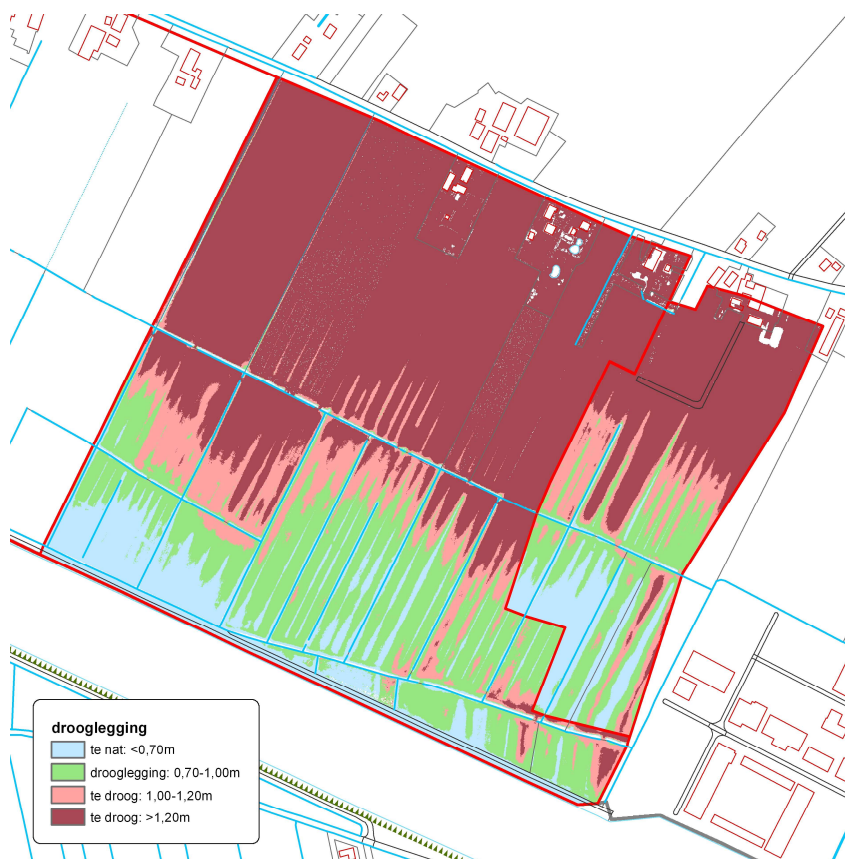 drooglegging
te nat: <0,70m
drooglegging: 0,70-1,00m
te droog: 1,00-1,20m
te droog: >1,20m